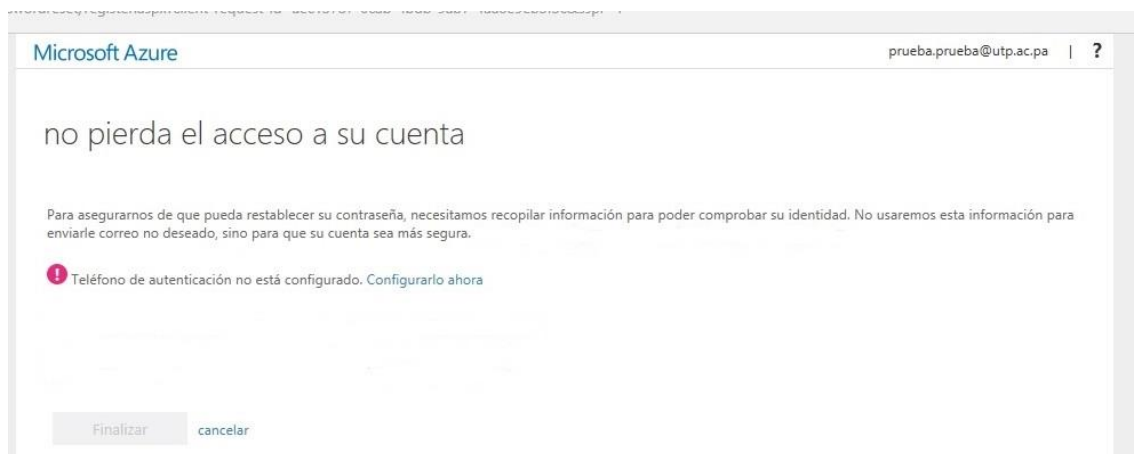 Microsoft Azure
prueba.prueba@utp.ac.pa | ?
no pierda el acceso a su cuenta
Para asegurarnos de que pueda restablecer su contraseña, necesitamos recopilar información para poder comprobar su identidad. No usaremos esta información para
enviarle correo no deseado, sino para que su cuenta sea más segura.
! Teléfono de autenticación no está configurado. Configurarlo ahora
Finalizar cancelar